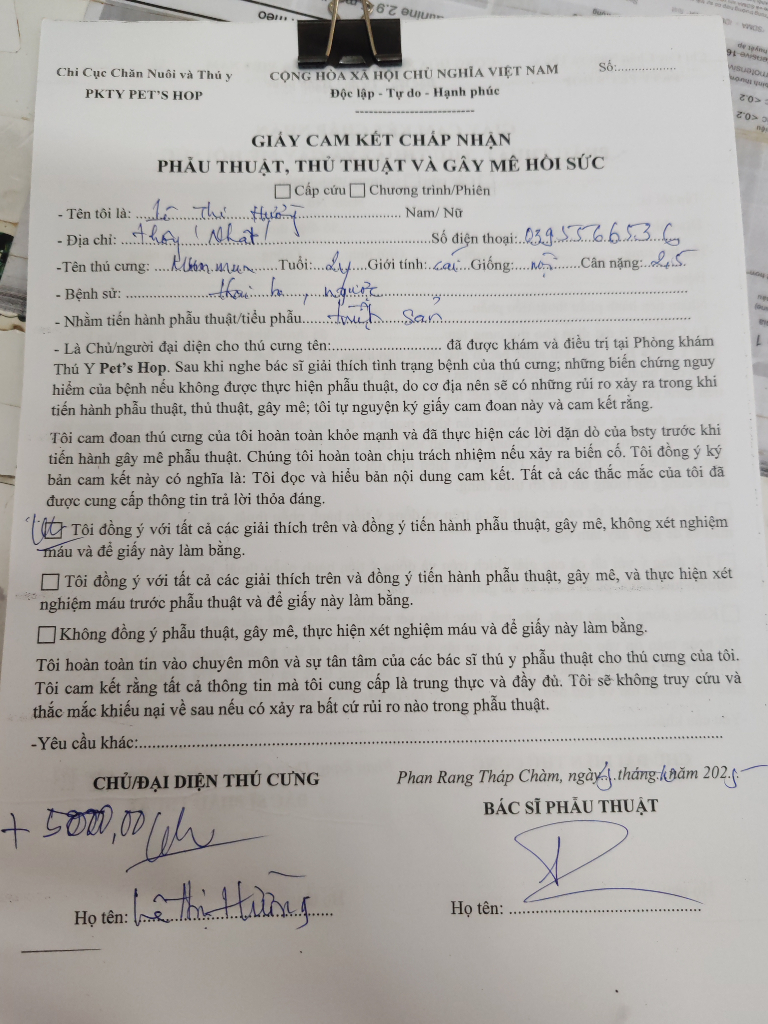 Chi Cục Chăn Nuôi và Thú y
PKTY PET'S HOP
CỘNG HÒA XÃ HỘI CHỦ NGHĨA VIỆT NAM
Độc lập - Tự do - Hạnh phúc
Số:................
GIẤY CAM KẾT CHẤP NHẬN
PHẪU THUẬT, THỦ THUẬT VÀ GÂY MÊ HỒI SỨC
☐ Cấp cứu ☐ Chương trình/Phiên
- Tên tôi là: Lê Thị Hường Nam/ Nữ
- Địa chỉ: Số điện thoại: 0395556653
-Tên thú cưng: mun Tuổi: 2y Giới tính: cái Giống: nội Cân nặng: 2,5
- Bệnh sử:
- Nhằm tiến hành phẫu thuật/tiểu phẫu triệt sản
- Là Chủ/người đại diện cho thú cưng tên:........................ đã được khám và điều trị tại Phòng khám
Thú Y Pet's Hop. Sau khi nghe bác sĩ giải thích tình trạng bệnh của thú cưng; những biến chứng nguy
hiểm của bệnh nếu không được thực hiện phẫu thuật, do cơ địa nên sẽ có những rủi ro xảy ra trong khi
tiến hành phẫu thuật, thủ thuật, gây mê; tôi tự nguyện ký giấy cam đoan này và cam kết rằng.
Tôi cam đoan thú cưng của tôi hoàn toàn khỏe mạnh và đã thực hiện các lời dặn dò của bsty trước khi
tiến hành gây mê phẫu thuật. Chúng tôi hoàn toàn chịu trách nhiệm nếu xảy ra biến cố. Tôi đồng ý ký
bản cam kết này có nghĩa là: Tôi đọc và hiểu bản nội dung cam kết. Tất cả các thắc mắc của tôi đã
được cung cấp thông tin trả lời thỏa đáng.
☐ Tôi đồng ý với tất cả các giải thích trên và đồng ý tiến hành phẫu thuật, gây mê, không xét nghiệm
máu và để giấy này làm bằng.
☐ Tôi đồng ý với tất cả các giải thích trên và đồng ý tiến hành phẫu thuật, gây mê, và thực hiện xét
nghiệm máu trước phẫu thuật và để giấy này làm bằng.
☐ Không đồng ý phẫu thuật, gây mê, thực hiện xét nghiệm máu và để giấy này làm bằng.
Tôi hoàn toàn tin vào chuyên môn và sự tân tâm của các bác sĩ thú y phẫu thuật cho thú cưng của tôi.
Tôi cam kết rằng tất cả thông tin mà tôi cung cấp là trung thực và đầy đủ. Tôi sẽ không truy cứu và
thắc mắc khiếu nại về sau nếu có xảy ra bất cứ rủi ro nào trong phẫu thuật.
-Yêu cầu khác:
CHỦ/ĐẠI DIỆN THÚ CƯNG
Phan Rang Tháp Chàm, ngày tháng 10 năm 2025
BÁC SĨ PHẪU THUẬT
Họ tên: Lê Thị Hường
Họ tên: